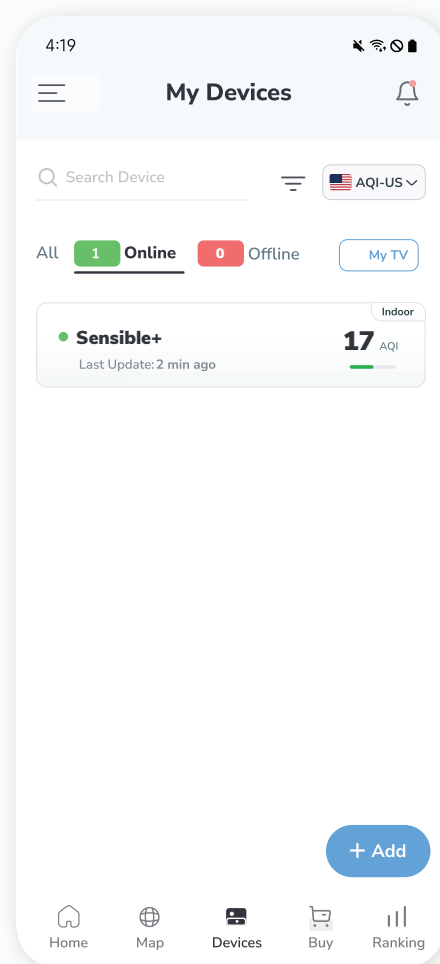 4:19
My Devices
Search Device
AQI-US
All 1 Online 0 Offline My TV
Indoor
Sensible+ 17 AQI
Last Update: 2 min ago
+ Add
Home Map Devices Buy Ranking